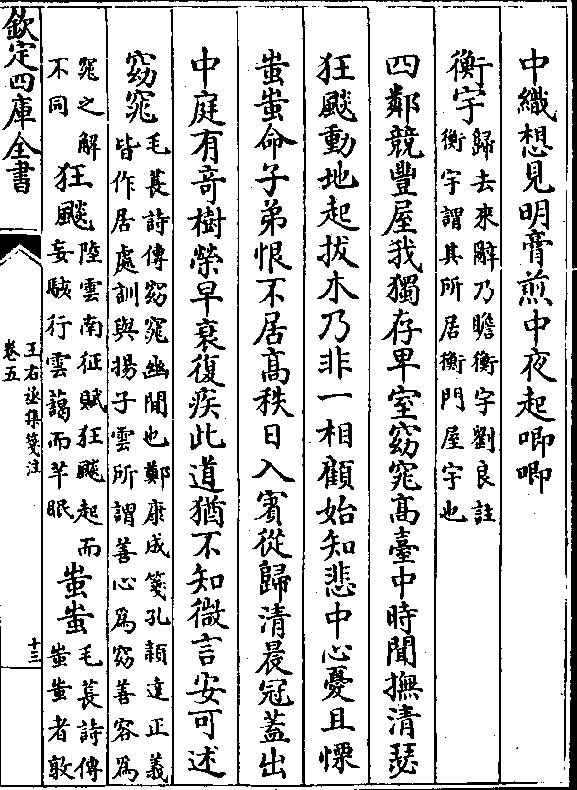 中織想見明膏煎中夜起唧唧
衡宇歸去來辭乃瞻衡宇劉良註
衡宇謂其所居衡門屋宇也
四鄰競豐屋我獨存卑室窈窕高臺中時聞撫清瑟
狂飈動地起拔木乃非一相顧始知悲中心憂且慄
蚩蚩命子弟恨不居高秩日入賓從歸清晨冠蓋出
中庭有奇樹榮早衰復疾此道猶不知微言安可述
窈窕毛萇詩傳窈窕幽閒也鄭康成箋孔穎達正義
皆作居處訓與揚子雲所謂善心為窈善容為
窕之解
不同
狂飈陸雲南征賦狂飈起而
妄駭行雲藹而芊眠
蚩蚩毛萇詩傳
蚩蚩者敦
欽定四庫全書
王右丞集箋注
卷五
十三